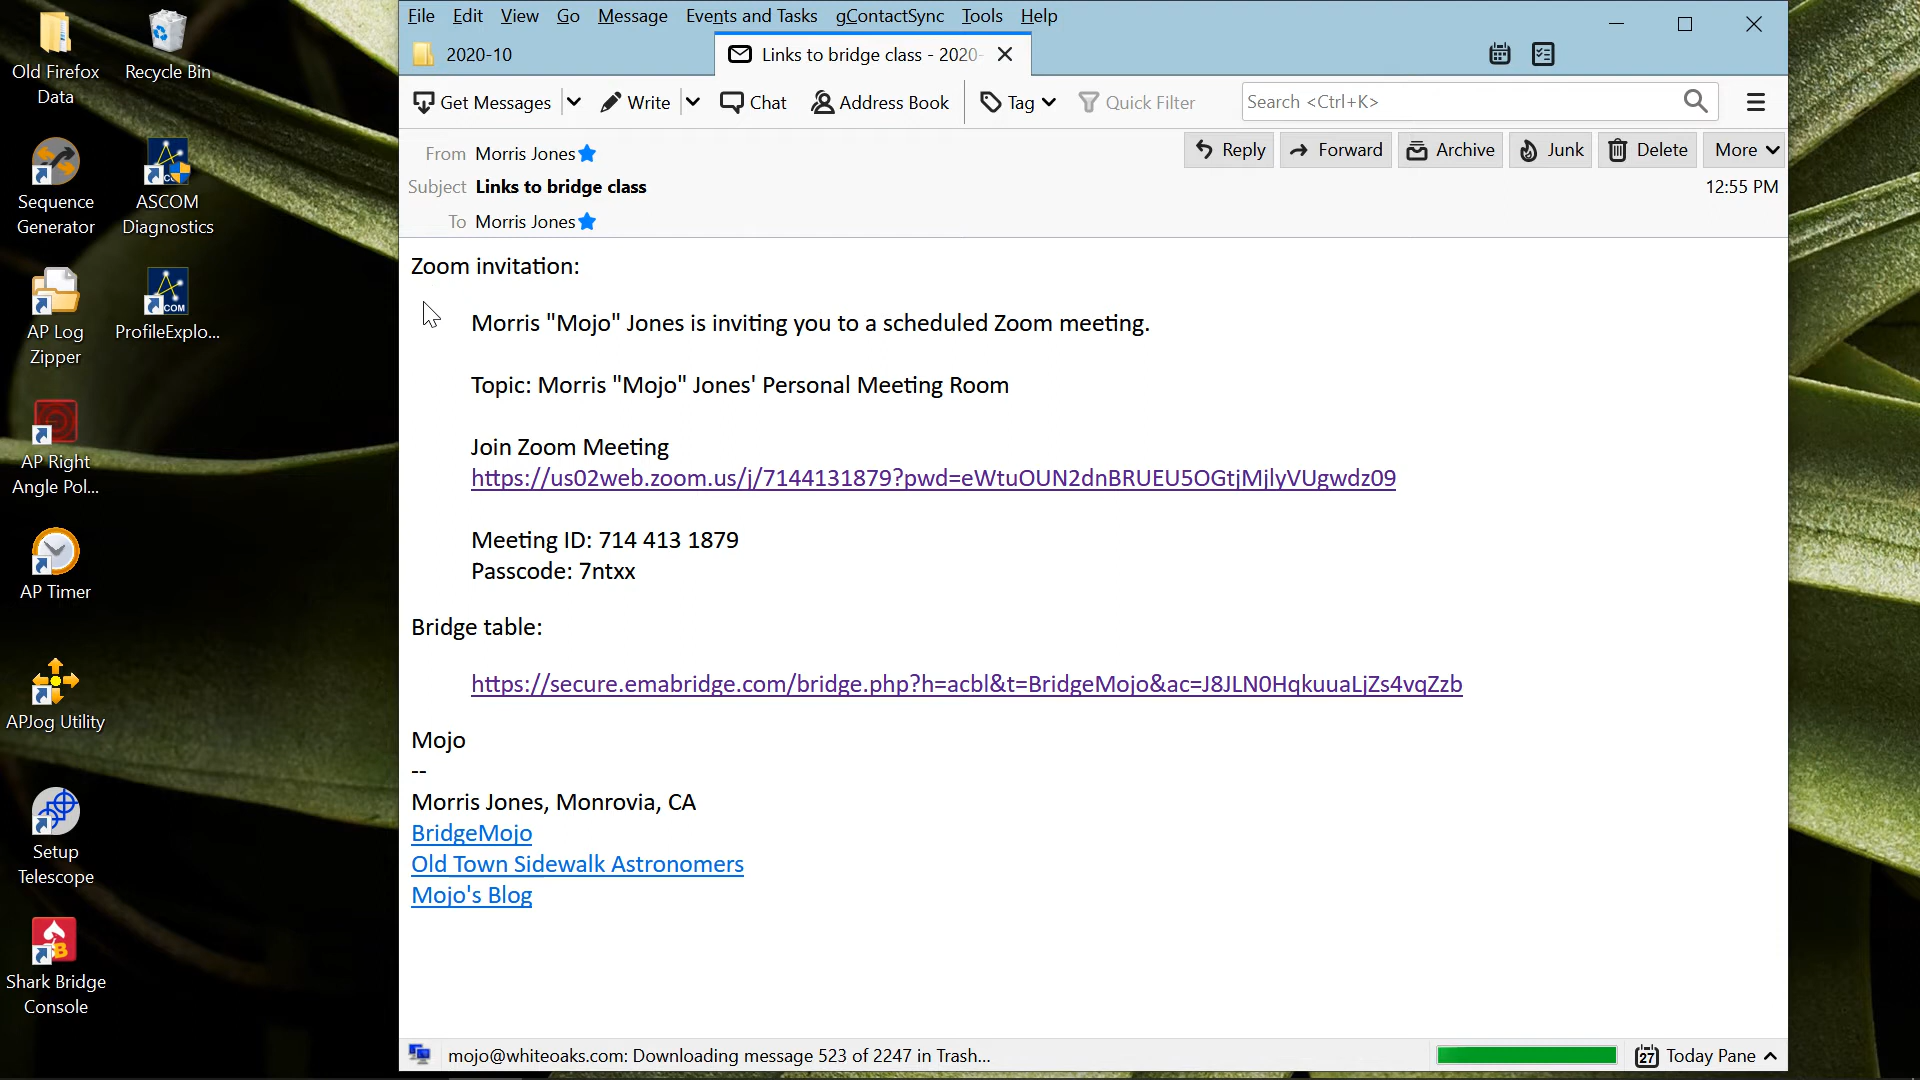 Old Firefox
Data
Recycle Bin
Sequence
Generator
ASCOM
Diagnostics
AP Log
Zipper
ProfileExplo...
AP Right
Angle Pol...
AP Timer
APJog Utility
Setup
Telescope
Shark Bridge
Console
File Edit View Go Message Events and Tasks gContactSync Tools Help
2020-10
Links to bridge class - 2020-
Get Messages Write Chat Address Book Tag Quick Filter Search <Ctrl+K>
From Morris Jones
Reply Forward Archive Junk Delete More
Subject Links to bridge class
12:55 PM
To Morris Jones
Zoom invitation:
Morris "Mojo" Jones is inviting you to a scheduled Zoom meeting.
Topic: Morris "Mojo" Jones' Personal Meeting Room
Join Zoom Meeting
https://us02web.zoom.us/j/7144131879?pwd=eWtuOUN2dnBRUEU5OGtjMjlyVUgwdz09
Meeting ID: 714 413 1879
Passcode: 7ntxx
Bridge table:
https://secure.emabridge.com/bridge.php?h=acbl&t=BridgeMojo&ac=J8JLN0HqkuuaLjZs4vqZzb
Mojo
--
Morris Jones, Monrovia, CA
BridgeMojo
Old Town Sidewalk Astronomers
Mojo's Blog
mojo@whiteoaks.com: Downloading message 523 of 2247 in Trash...
27 Today Pane